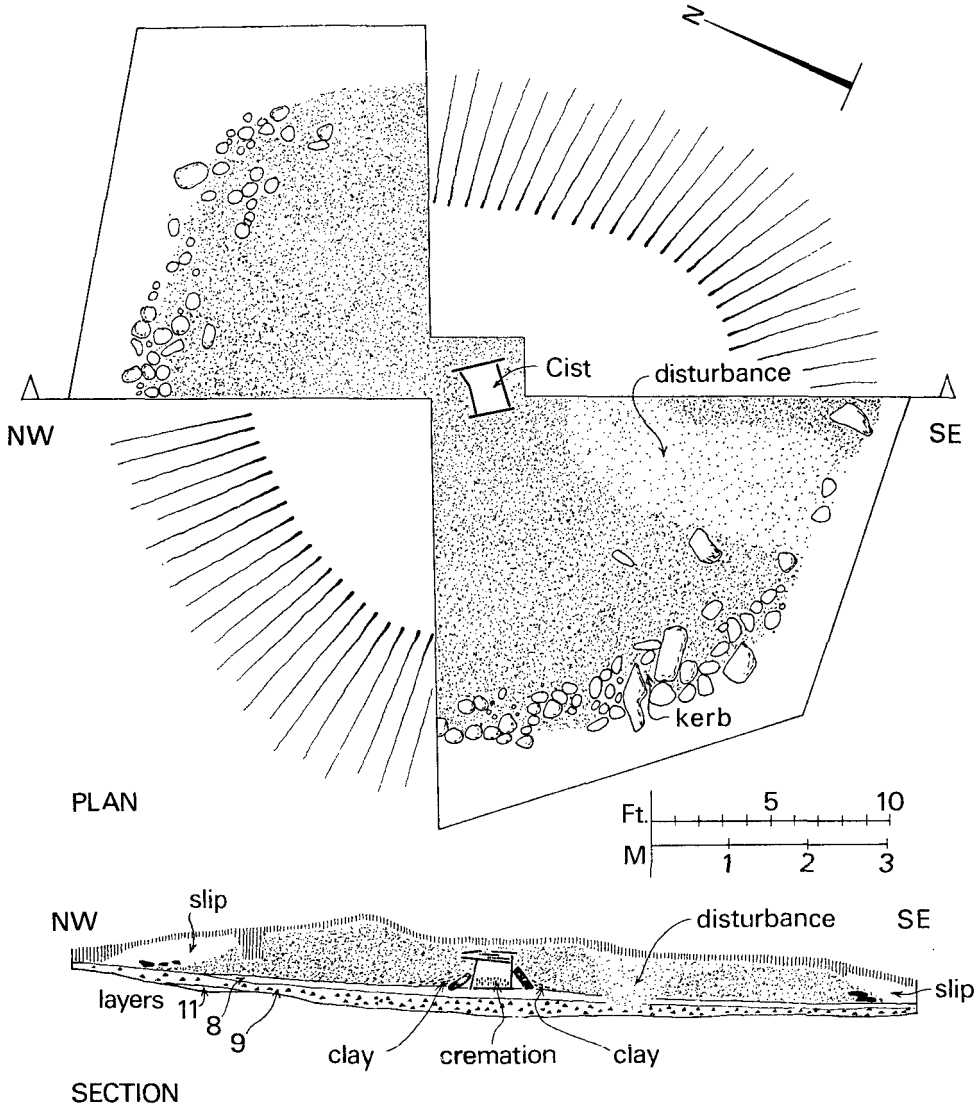 N
Cist
disturbance
NW
SE
kerb
PLAN
Ft. 5 10
M 1 2 3
NW
slip
disturbance
SE
layers 11 8 9
slip
clay
cremation
clay
SECTION